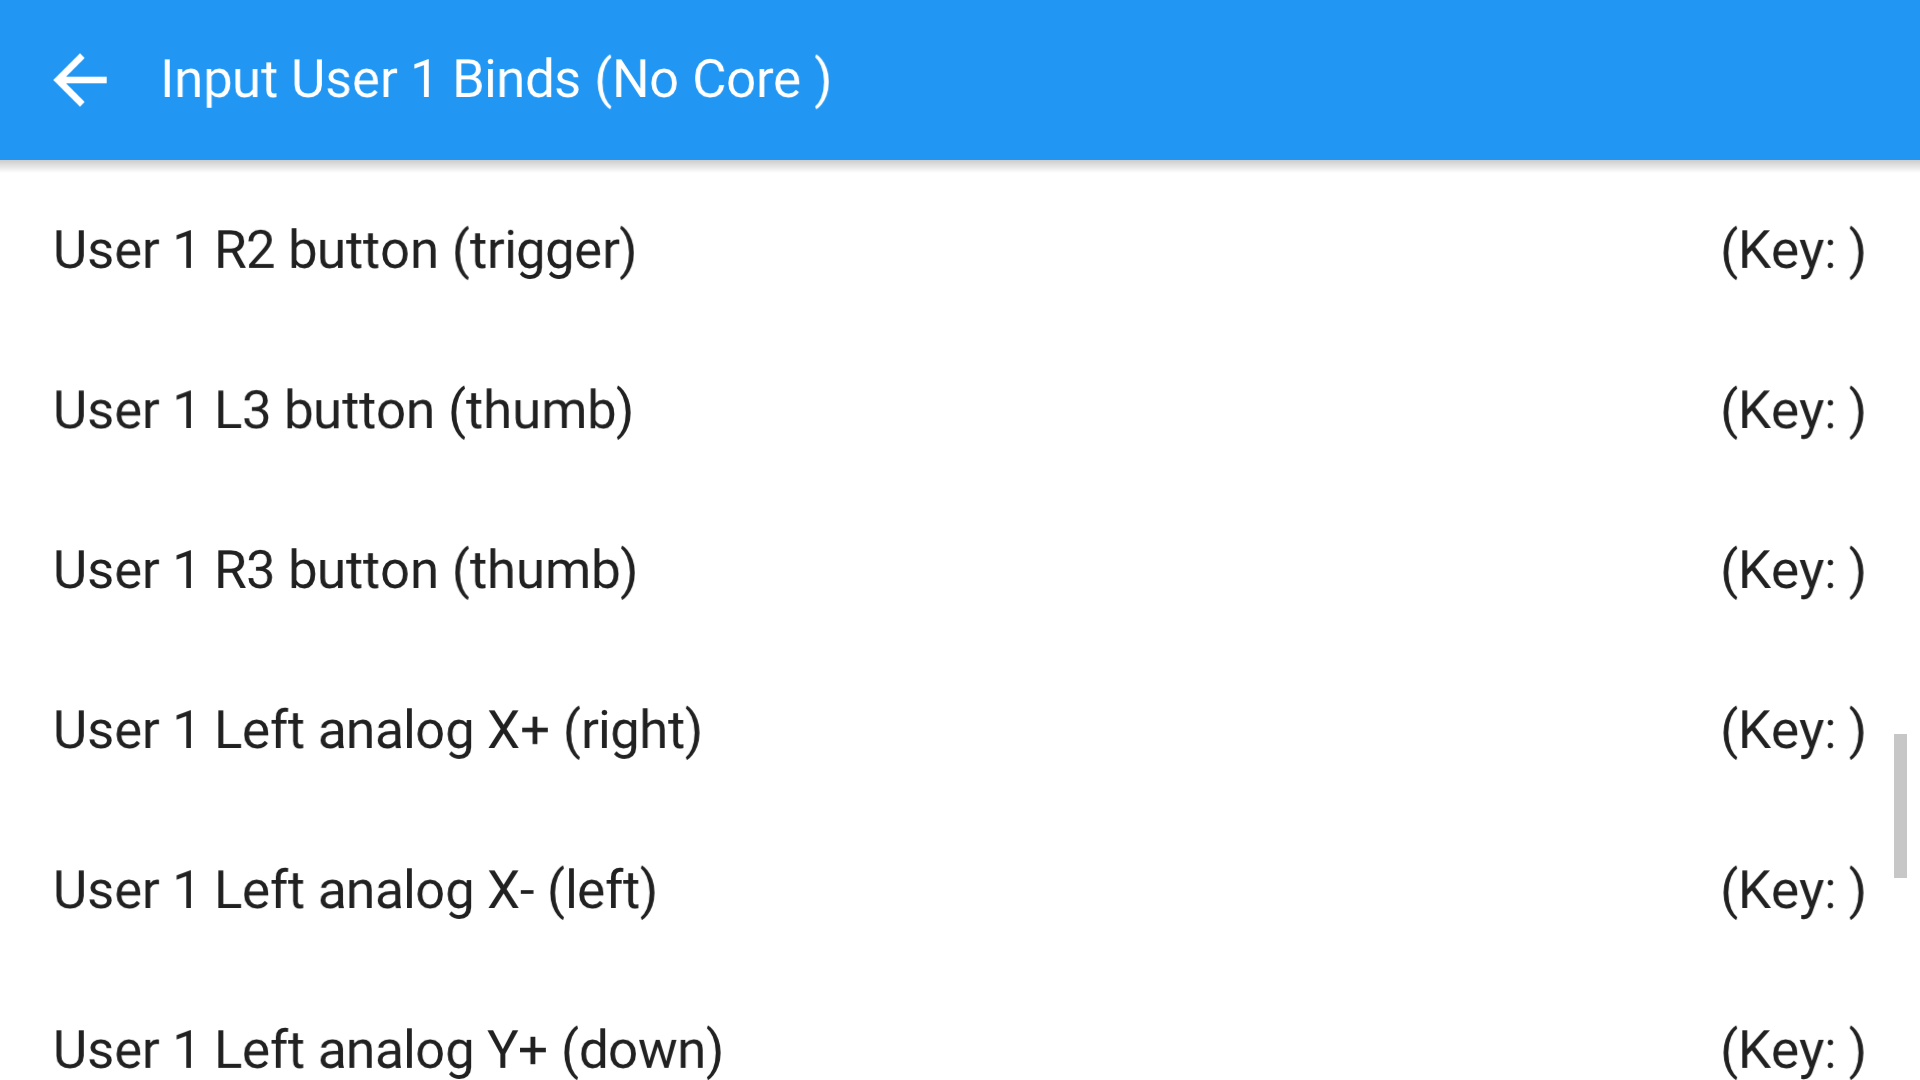 Input User 1 Binds (No Core )
User 1 R2 button (trigger) (Key: )
User 1 L3 button (thumb) (Key: )
User 1 R3 button (thumb) (Key: )
User 1 Left analog X+ (right) (Key: )
User 1 Left analog X- (left) (Key: )
User 1 Left analog Y+ (down) (Key: )